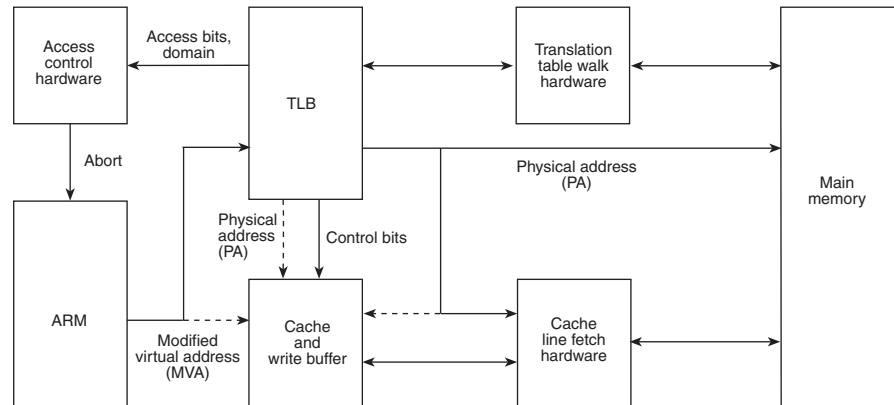 Access
control
hardware
Access bits,
domain
TLB
Translation
table walk
hardware
Main
memory
Abort
Physical address
(PA)
Physical
address
(PA)
Control bits
ARM
Modified
virtual address
(MVA)
Cache
and
write buffer
Cache
line fetch
hardware